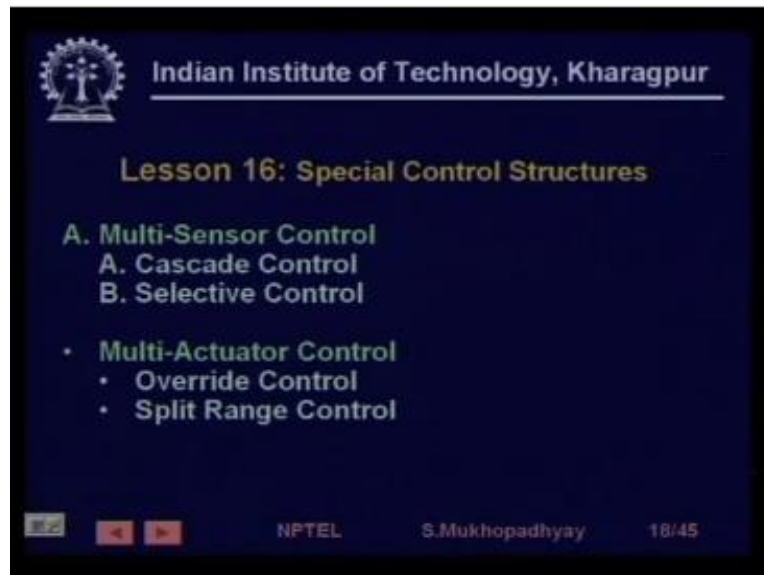 Indian Institute of Technology, Kharagpur
Lesson 16: Special Control Structures
A. Multi-Sensor Control
A. Cascade Control
B. Selective Control
• Multi-Actuator Control
• Override Control
• Split Range Control
NPTEL S.Mukhopadhyay 18/45